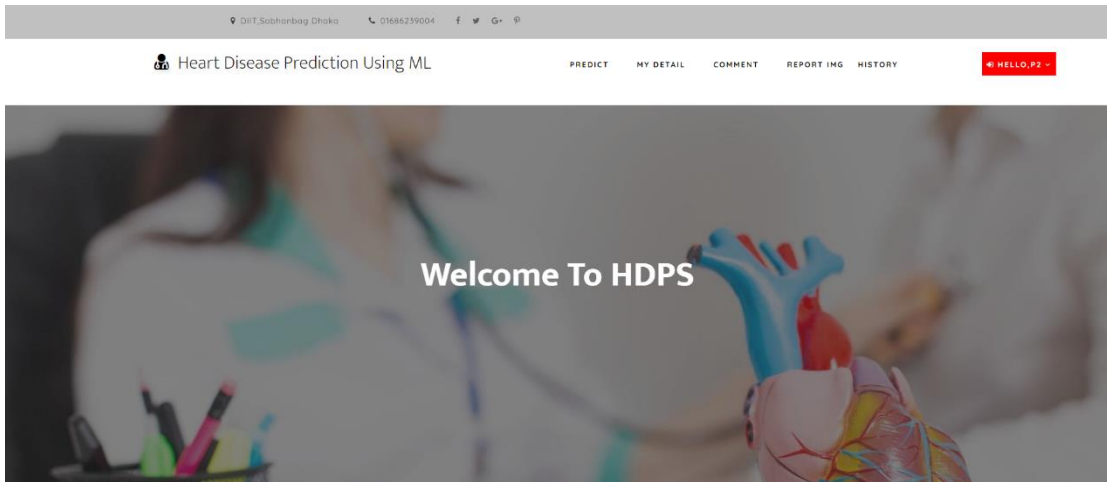 DIIT,Sobhanbag Dhaka 01686239004
Heart Disease Prediction Using ML PREDICT MY DETAIL COMMENT REPORT IMG HISTORY HELLO,P2
Welcome To HDPS